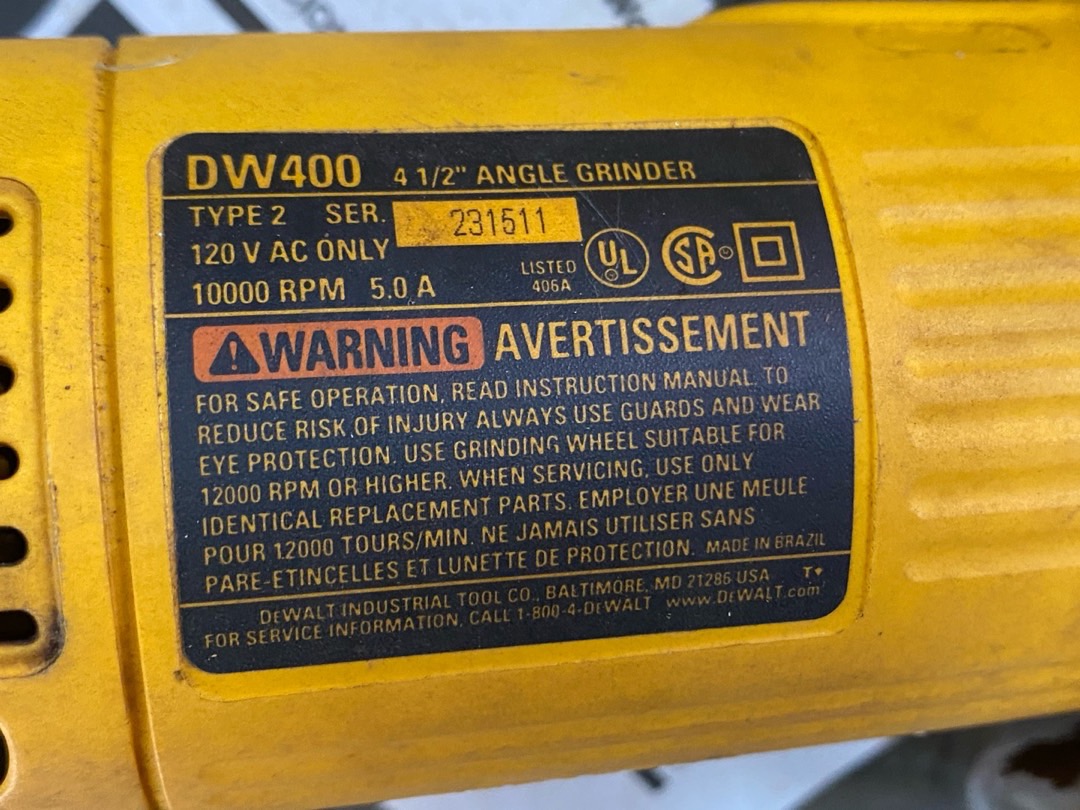 DW400 4 1/2" ANGLE GRINDER
TYPE 2 SER. 231511
120 V AC ONLY
10000 RPM 5.0 A
LISTED
406A
UL
SA
WARNING AVERTISSEMENT
FOR SAFE OPERATION, READ INSTRUCTION MANUAL. TO
REDUCE RISK OF INJURY ALWAYS USE GUARDS AND WEAR
EYE PROTECTION. USE GRINDING WHEEL SUITABLE FOR
12000 RPM OR HIGHER. WHEN SERVICING, USE ONLY
IDENTICAL REPLACEMENT PARTS. EMPLOYER UNE MEULE
POUR 12000 TOURS/MIN. NE JAMAIS UTILISER SANS
PARE-ETINCELLES ET LUNETTE DE PROTECTION. MADE IN BRAZIL
DEWALT INDUSTRIAL TOOL CO., BALTIMORE, MD 21286 USA
FOR SERVICE INFORMATION, CALL 1-800-4-DEWALT www.DEWALT.com